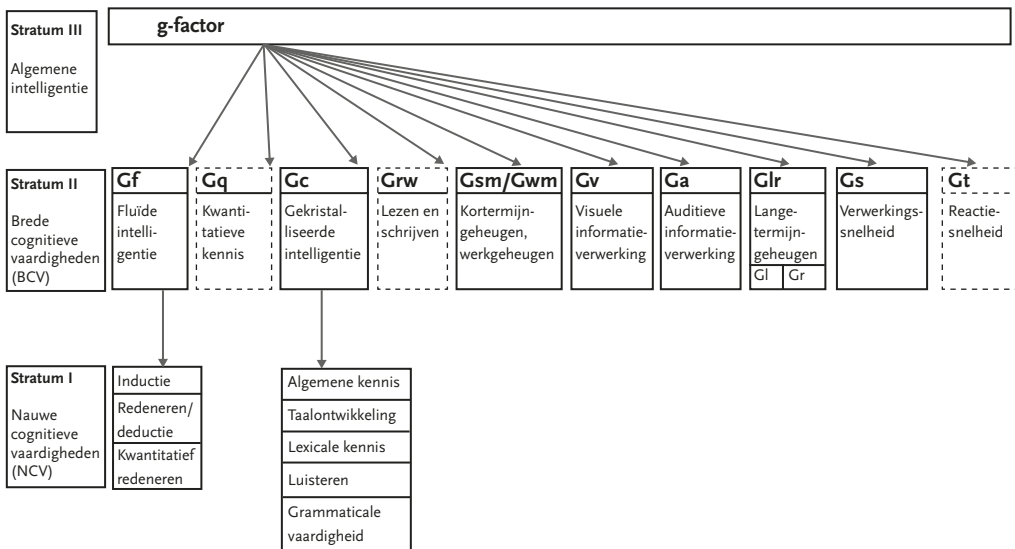 Stratum III
Algemene
intelligentie
g-factor
Stratum II
Brede
cognitieve
vaardigheden
(BCV)
Gf
Fluïde
intelli-
gentie
Gq
Kwanti-
tatieve
kennis
Gc
Gekristal-
liseerde
intelligentie
Grw
Lezen en
schrijven
Gsm/Gwm
Kortermijn-
geheugen,
werkgeheugen
Gv
Visuele
informatie-
verwerking
Ga
Auditieve
informatie-
verwerking
Glr
Lange-
termijn-
geheugen
Gl Gr
Gs
Verwerkings-
snelheid
Gt
Reactie-
snelheid
Stratum I
Nauwe
cognitieve
vaardigheden
(NCV)
Inductie
Redeneren/
deductie
Kwantitatief
redeneren
Algemene kennis
Taalontwikkeling
Lexicale kennis
Luisteren
Grammaticale
vaardigheid